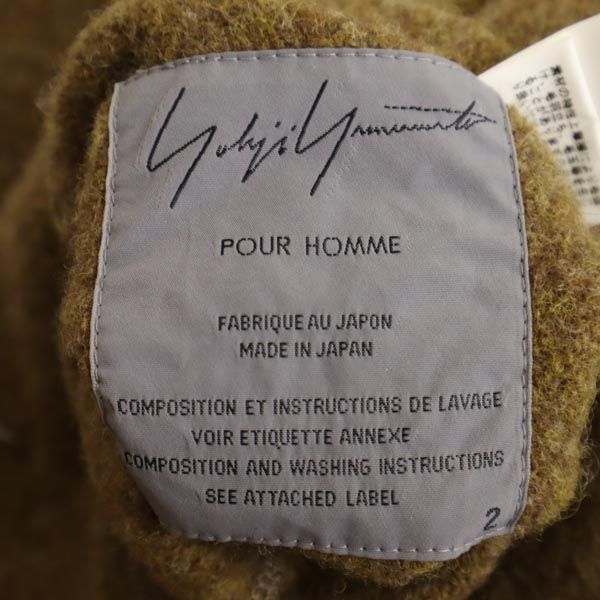 Yohji Yamamoto
POUR HOMME
FABRIQUE AU JAPON
MADE IN JAPAN
COMPOSITION ET INSTRUCTIONS DE LAVAGE
VOIR ETIQUETTE ANNEXE
COMPOSITION AND WASHING INSTRUCTIONS
SEE ATTACHED LABEL
2